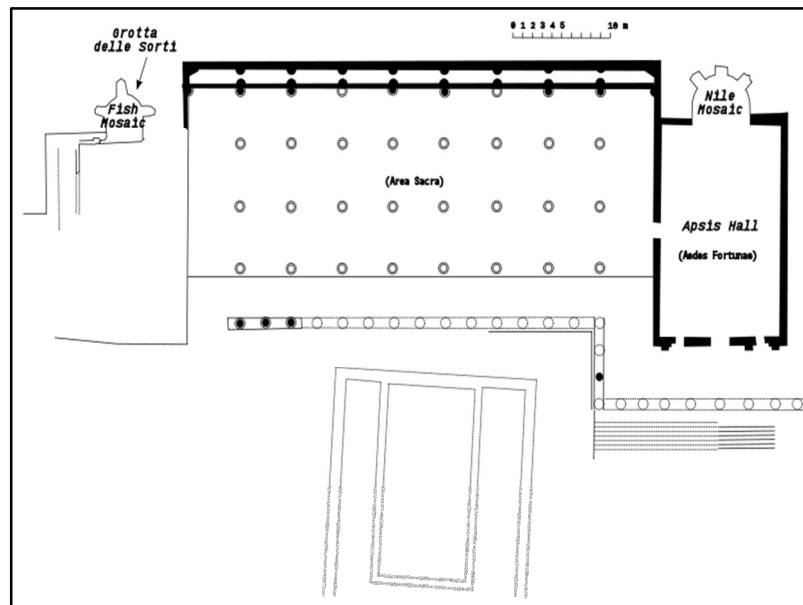 Grotta
delle Sorti
Fish
Mosaic
0 1 2 3 4 5 10 m
Nile
Mosaic
(Area Sacra)
Apsis Hall
(Aedes Fortunae)